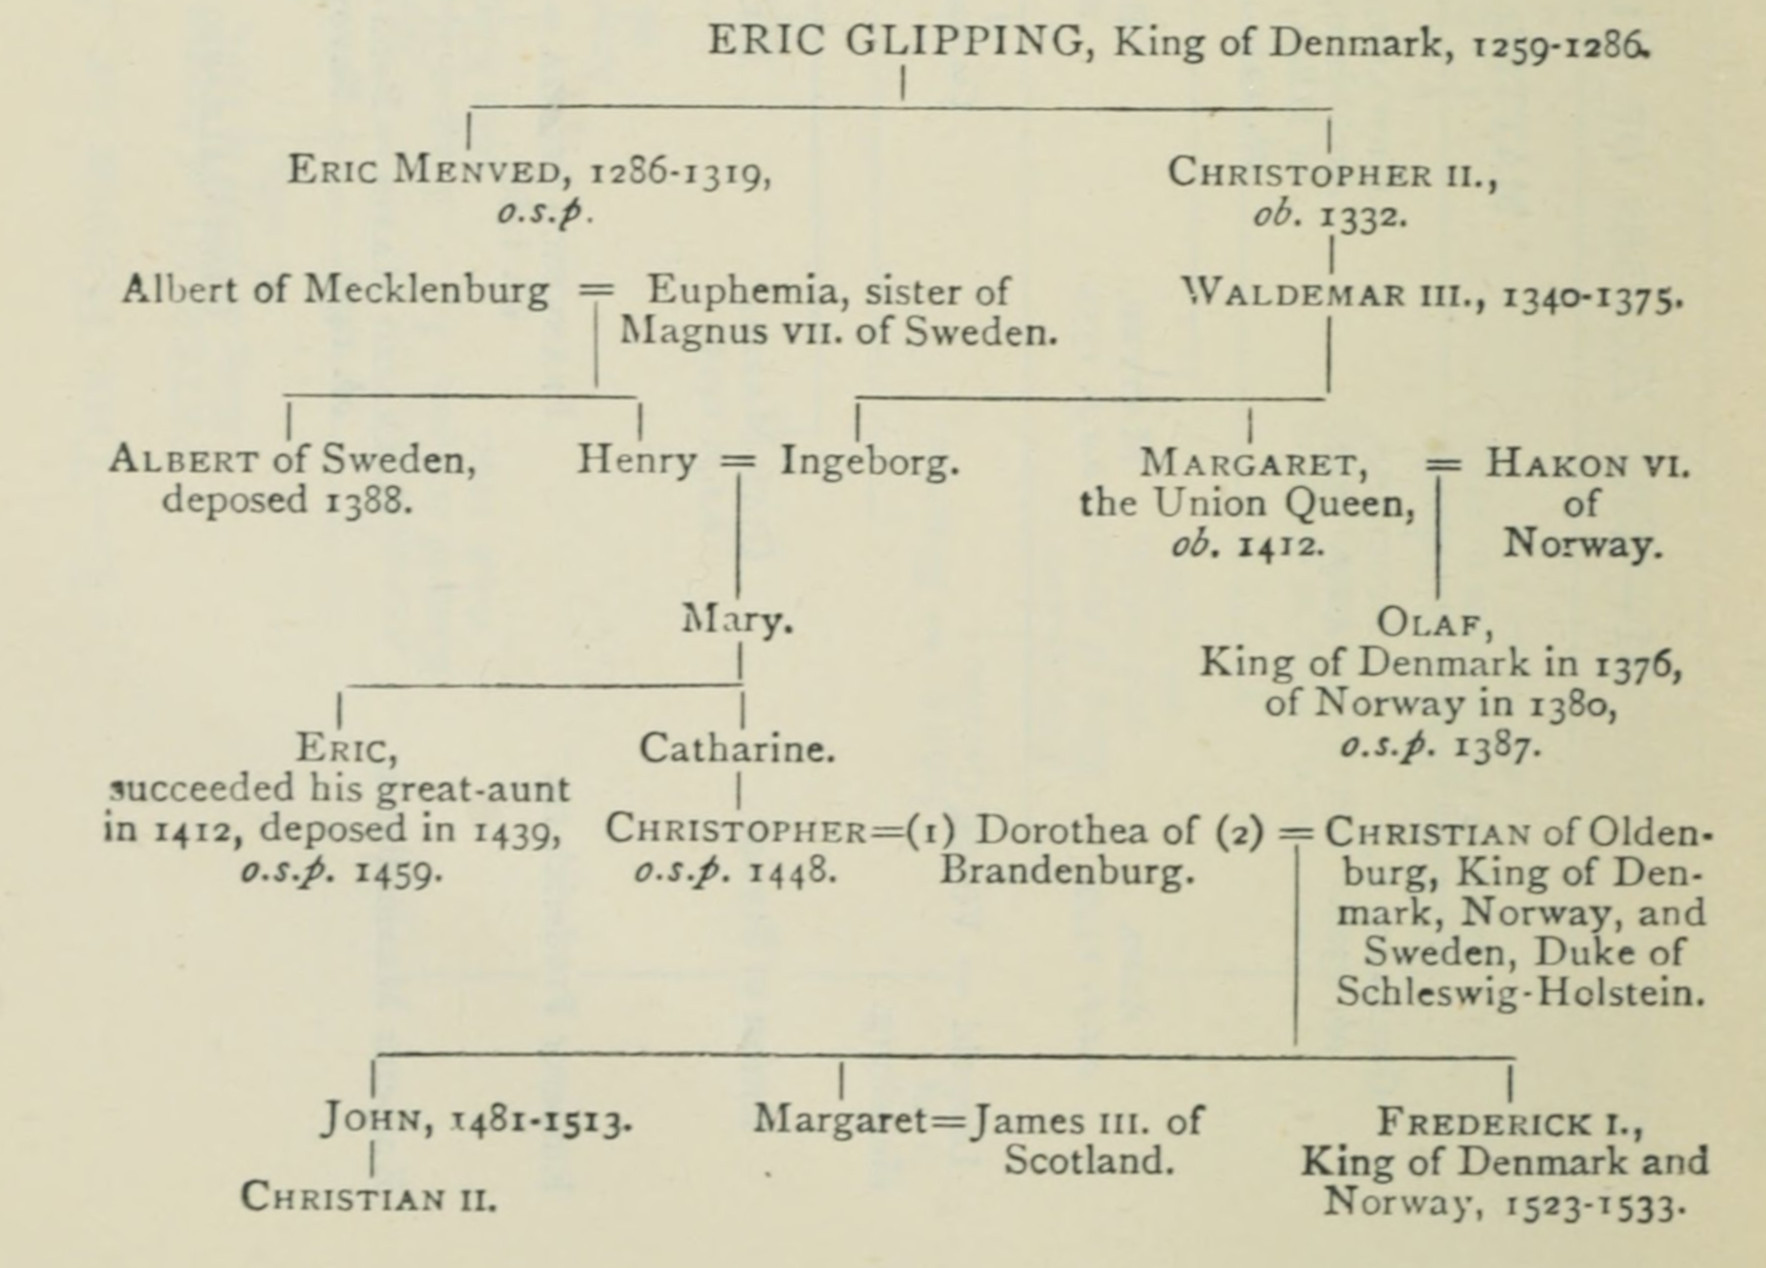 ERIC GLIPPING, King of Denmark, 1259-1286.
ERIC MENVED, 1286-1319,
o.s.p.
CHRISTOPHER II.,
ob. 1332.
Albert of Mecklenburg = Euphemia, sister of
Magnus VII. of Sweden.
WALDEMAR III., 1340-1375.
ALBERT of Sweden,
deposed 1388.
Henry = Ingeborg.
MARGARET,
the Union Queen,
ob. 1412.
= HAKON VI.
of
Norway.
Mary.
OLAF,
King of Denmark in 1376,
of Norway in 1380,
o.s.p. 1387.
ERIC,
succeeded his great-aunt
in 1412, deposed in 1439,
o.s.p. 1459.
Catharine.
CHRISTOPHER=(1) Dorothea of (2) = CHRISTIAN of Olden-
o.s.p. 1448.
Brandenburg.
burg, King of Den-
mark, Norway, and
Sweden, Duke of
Schleswig-Holstein.
JOHN, 1481-1513.
CHRISTIAN II.
Margaret=James III. of
Scotland.
FREDERICK I.,
King of Denmark and
Norway, 1523-1533.